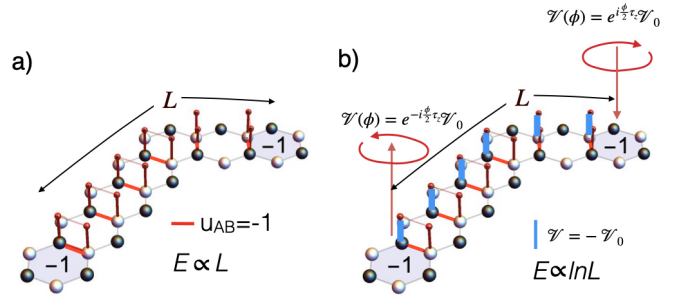 a)
L
−1
−1
u_AB=-1
E ∝ L
b)
𝒱(ϕ) = e^{iϕ/2 τ_z}𝒱_0
L
𝒱(ϕ) = e^{-iϕ/2 τ_z}𝒱_0
−1
−1
𝒱 = − 𝒱_0
E∝lnL